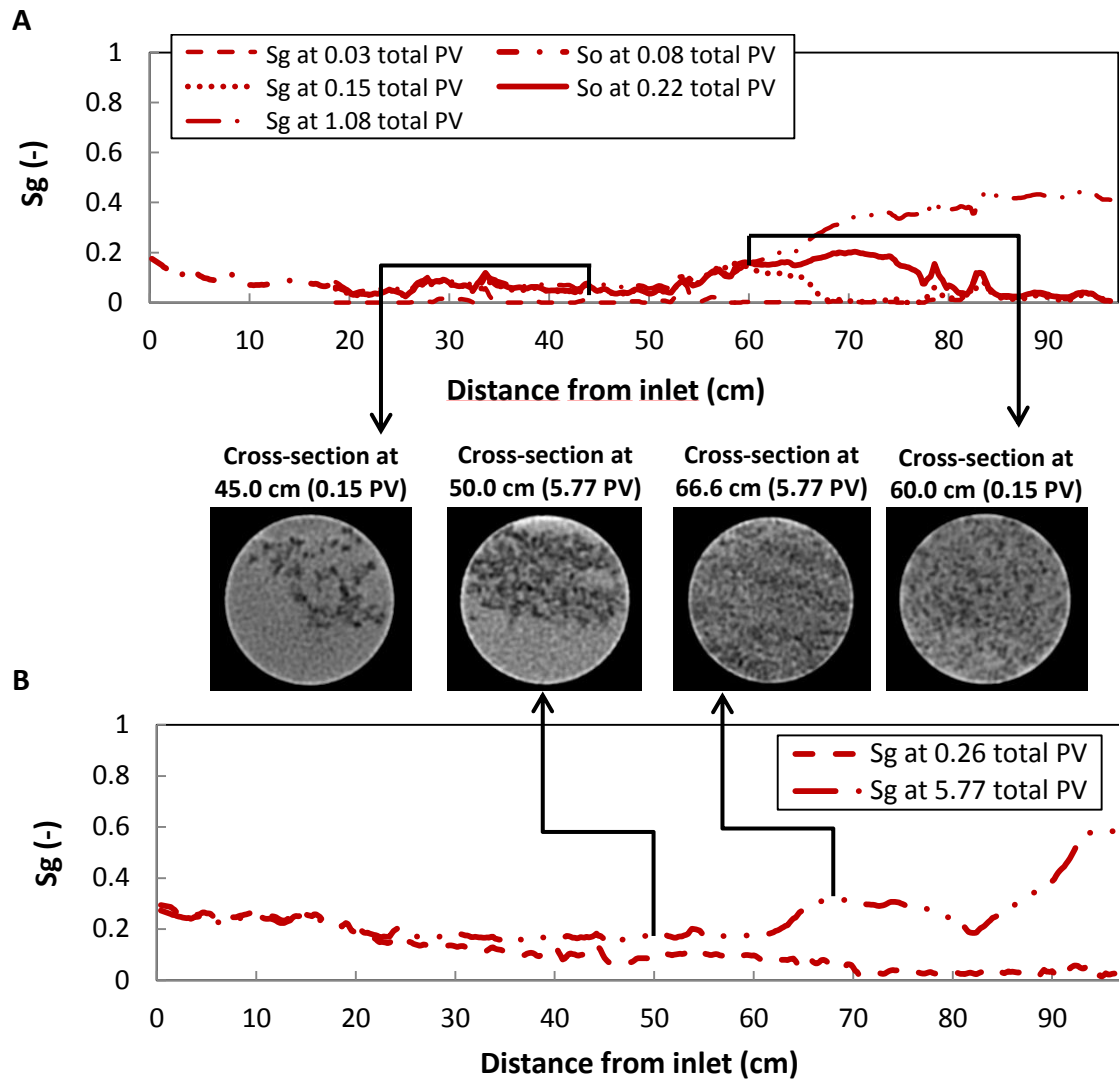 A
Sg at 0.03 total PV
So at 0.08 total PV
Sg at 0.15 total PV
So at 0.22 total PV
Sg at 1.08 total PV
1
0.8
0.6
0.4
0.2
0
Sg (-)
0 10 20 30 40 50 60 70 80 90
Distance from inlet (cm)
Cross-section at
45.0 cm (0.15 PV)
Cross-section at
50.0 cm (5.77 PV)
Cross-section at
66.6 cm (5.77 PV)
Cross-section at
60.0 cm (0.15 PV)
B
Sg at 0.26 total PV
Sg at 5.77 total PV
1
0.8
0.6
0.4
0.2
0
Sg (-)
0 10 20 30 40 50 60 70 80 90
Distance from inlet (cm)